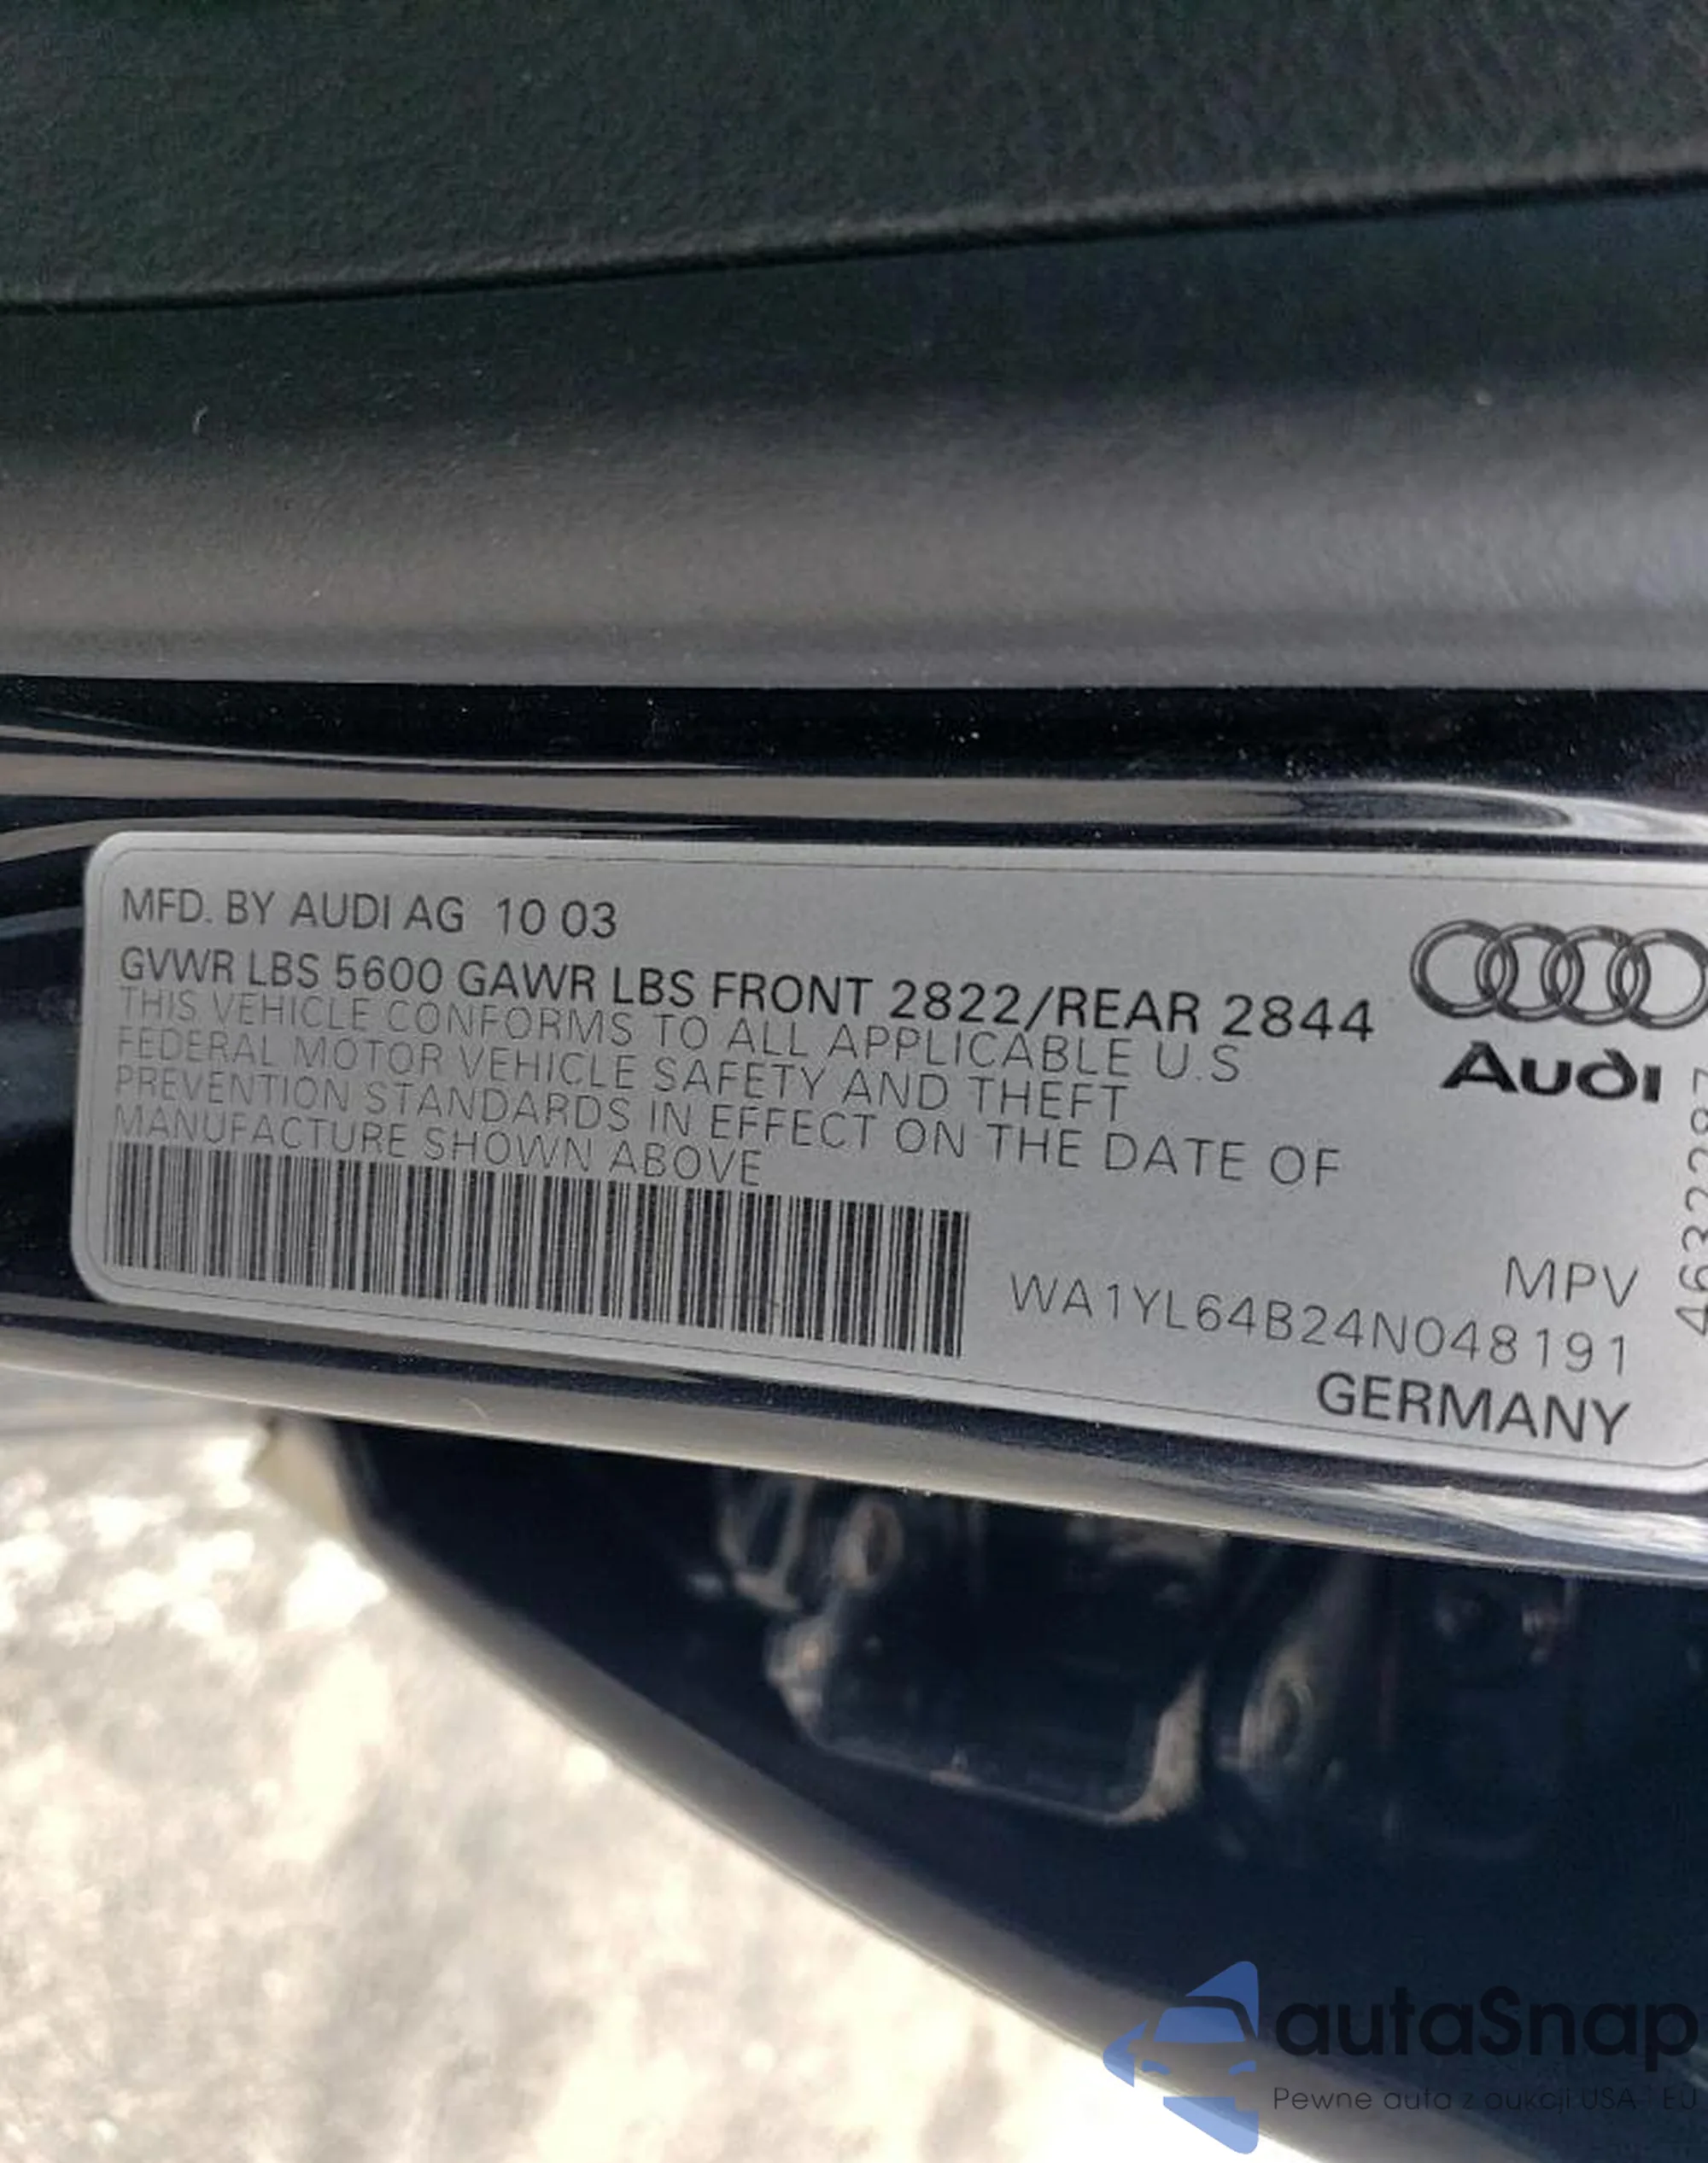 MFD. BY AUDI AG 10 03
GVWR LBS 5600 GAWR LBS FRONT 2822/REAR 2844
THIS VEHICLE CONFORMS TO ALL APPLICABLE U.S
FEDERAL MOTOR VEHICLE SAFETY AND THEFT
PREVENTION STANDARDS IN EFFECT ON THE DATE OF
MANUFACTURE SHOWN ABOVE
Audi
MPV
WA1YL64B24N048191
GERMANY
46322287
autaSnap
Pewne auta z aukcji USA EJ